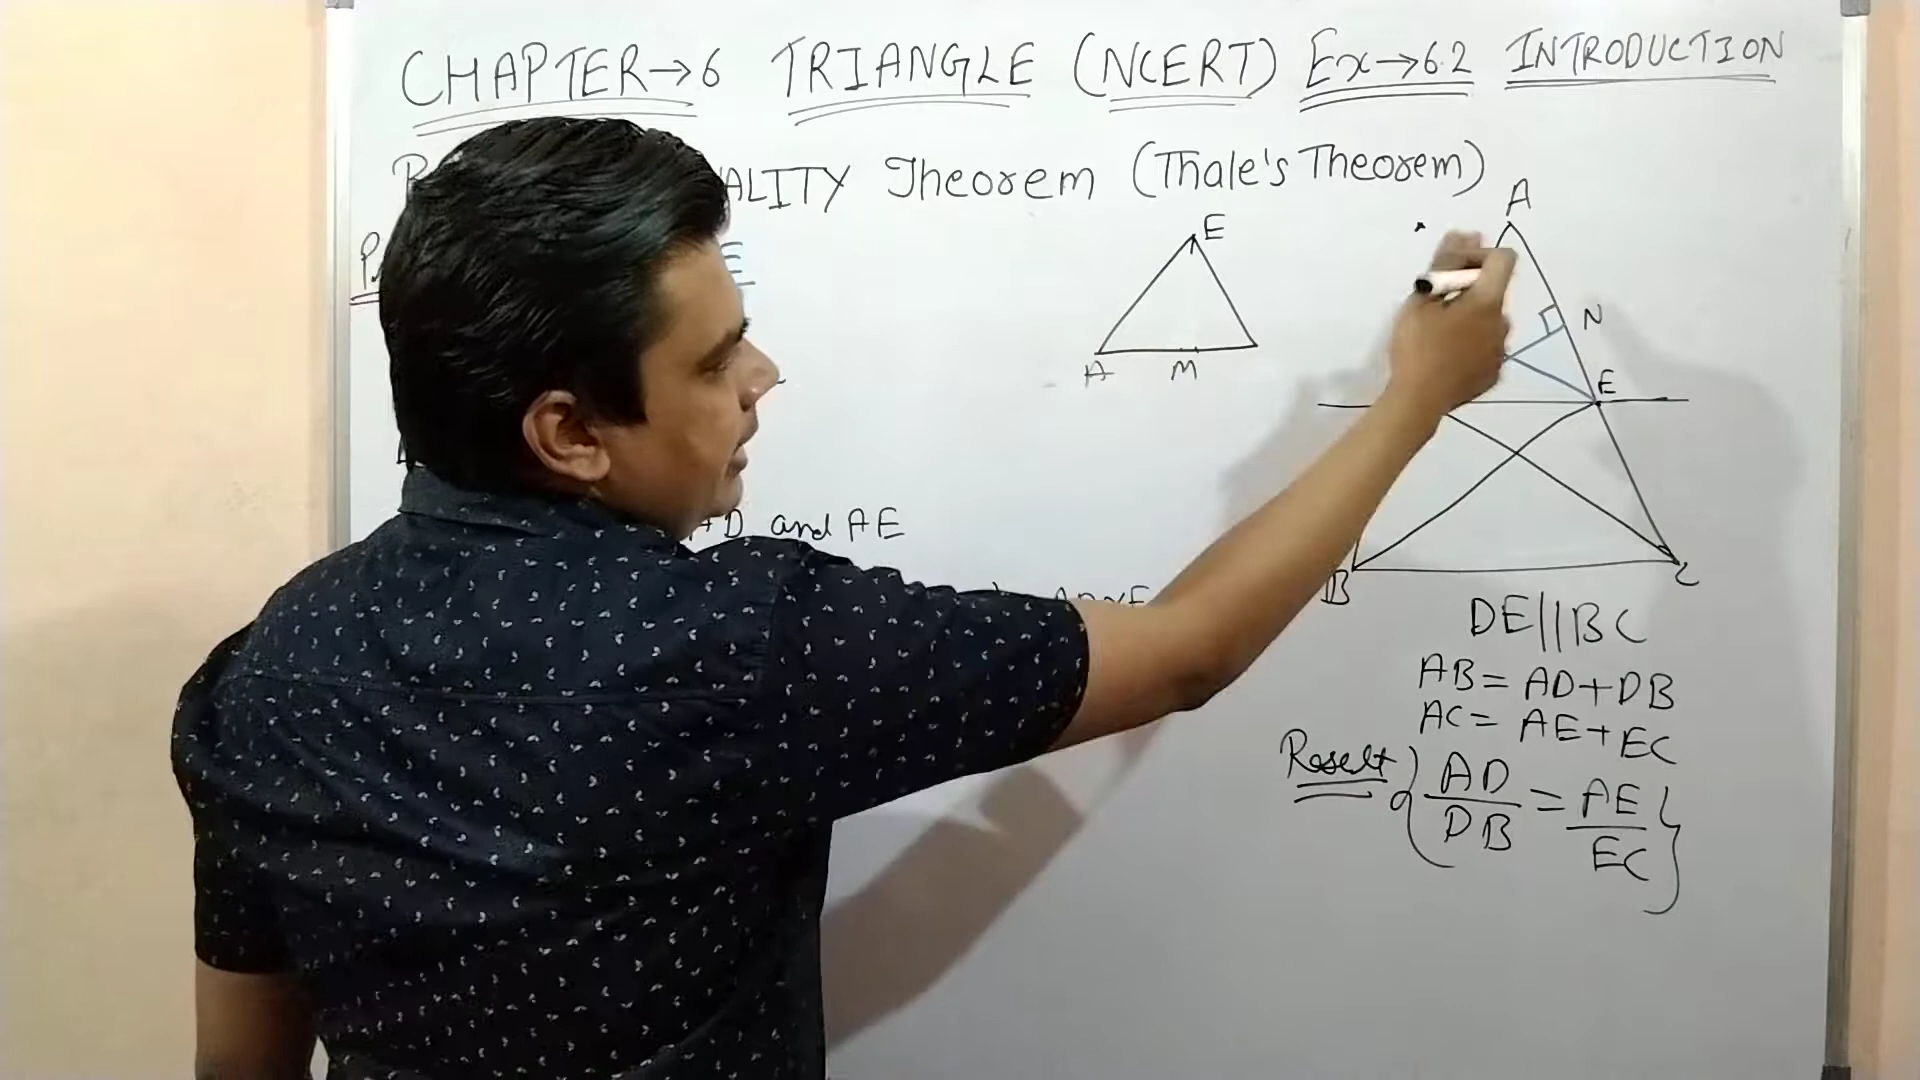 CHAPTER→6 TRIANGLE (NCERT) Ex→6.2 INTRODUCTION
ALITY Theorem (Thale's Theorem)
A
E
E
N
A M
E
AD and AE
B C
DE||BC
AB = AD+DB
AC = AE+EC
Result { AD/DB = AE/EC }